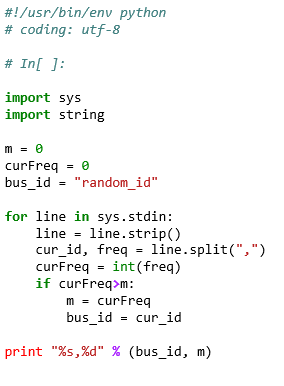 #!/usr/bin/env python
# coding: utf-8
# In[ ]:
import sys
import string
m = 0
curFreq = 0
bus_id = "random_id"
for line in sys.stdin:
    line = line.strip()
    cur_id, freq = line.split(",")
    curFreq = int(freq)
    if curFreq>m:
        m = curFreq
        bus_id = cur_id
print "%s,%d" % (bus_id, m)